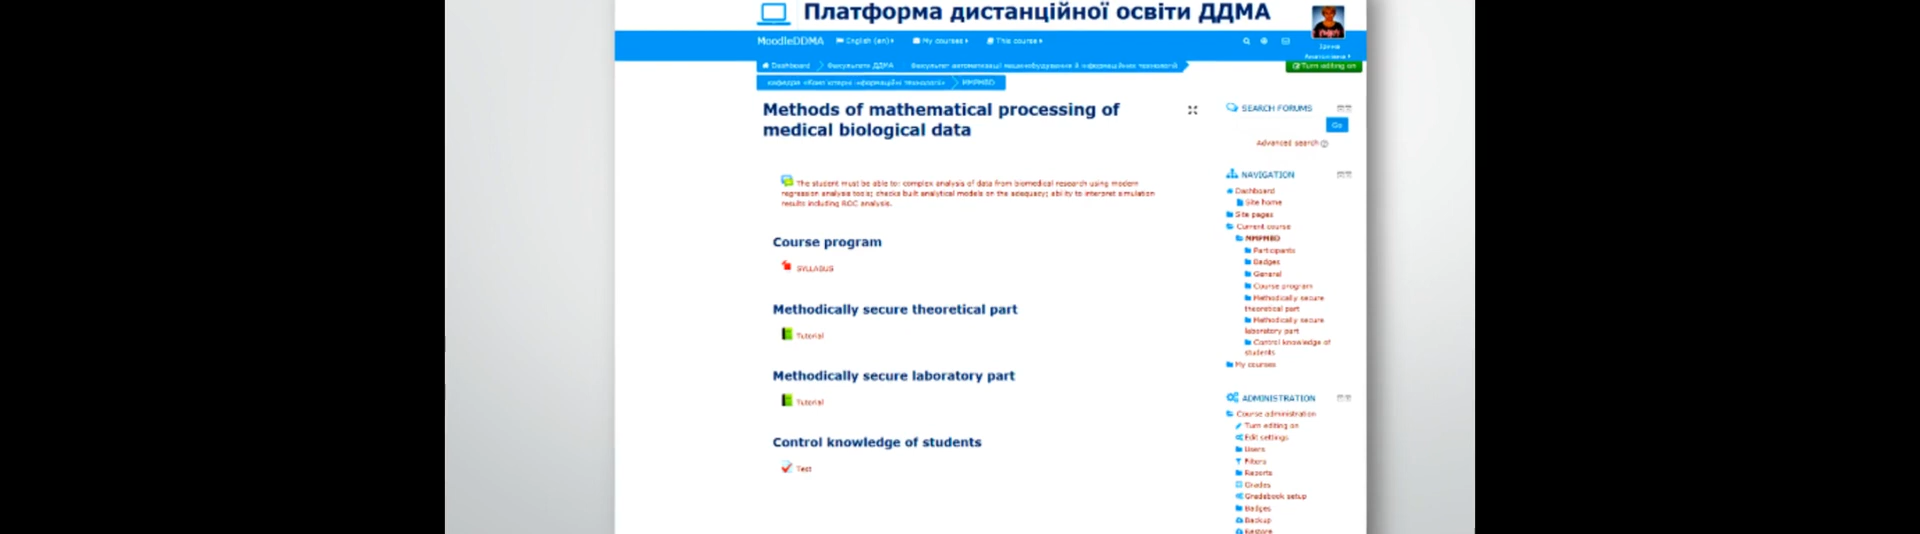 Платформа дистанційної освіти ДДМА
MoodleDDMA English (en) My courses This course
Dashboard Факультети ДДМА Факультет автоматизації машинобудування й інформаційних технологій
Turn editing on
MMPMBD
Methods of mathematical processing of
medical biological data
The student must be able to: complex analysis of data from biomedical research using modern
regression analysis tools; checks built analytical models on the adequacy; ability to interpret simulation
results including ROC analysis.
Course program
SYLLABUS
Methodically secure theoretical part
Tutorial
Methodically secure laboratory part
Tutorial
Control knowledge of students
Test
SEARCH FORUMS
Go
Advanced search
NAVIGATION
Dashboard
Site home
Site pages
Current course
MMPMBD
Participants
Badges
General
Course program
Methodically secure
theoretical part
Methodically secure
laboratory part
Control knowledge of
students
My courses
ADMINISTRATION
Course administration
Turn editing on
Edit settings
Users
Filters
Reports
Grades
Gradebook setup
Badges
Backup
Restore